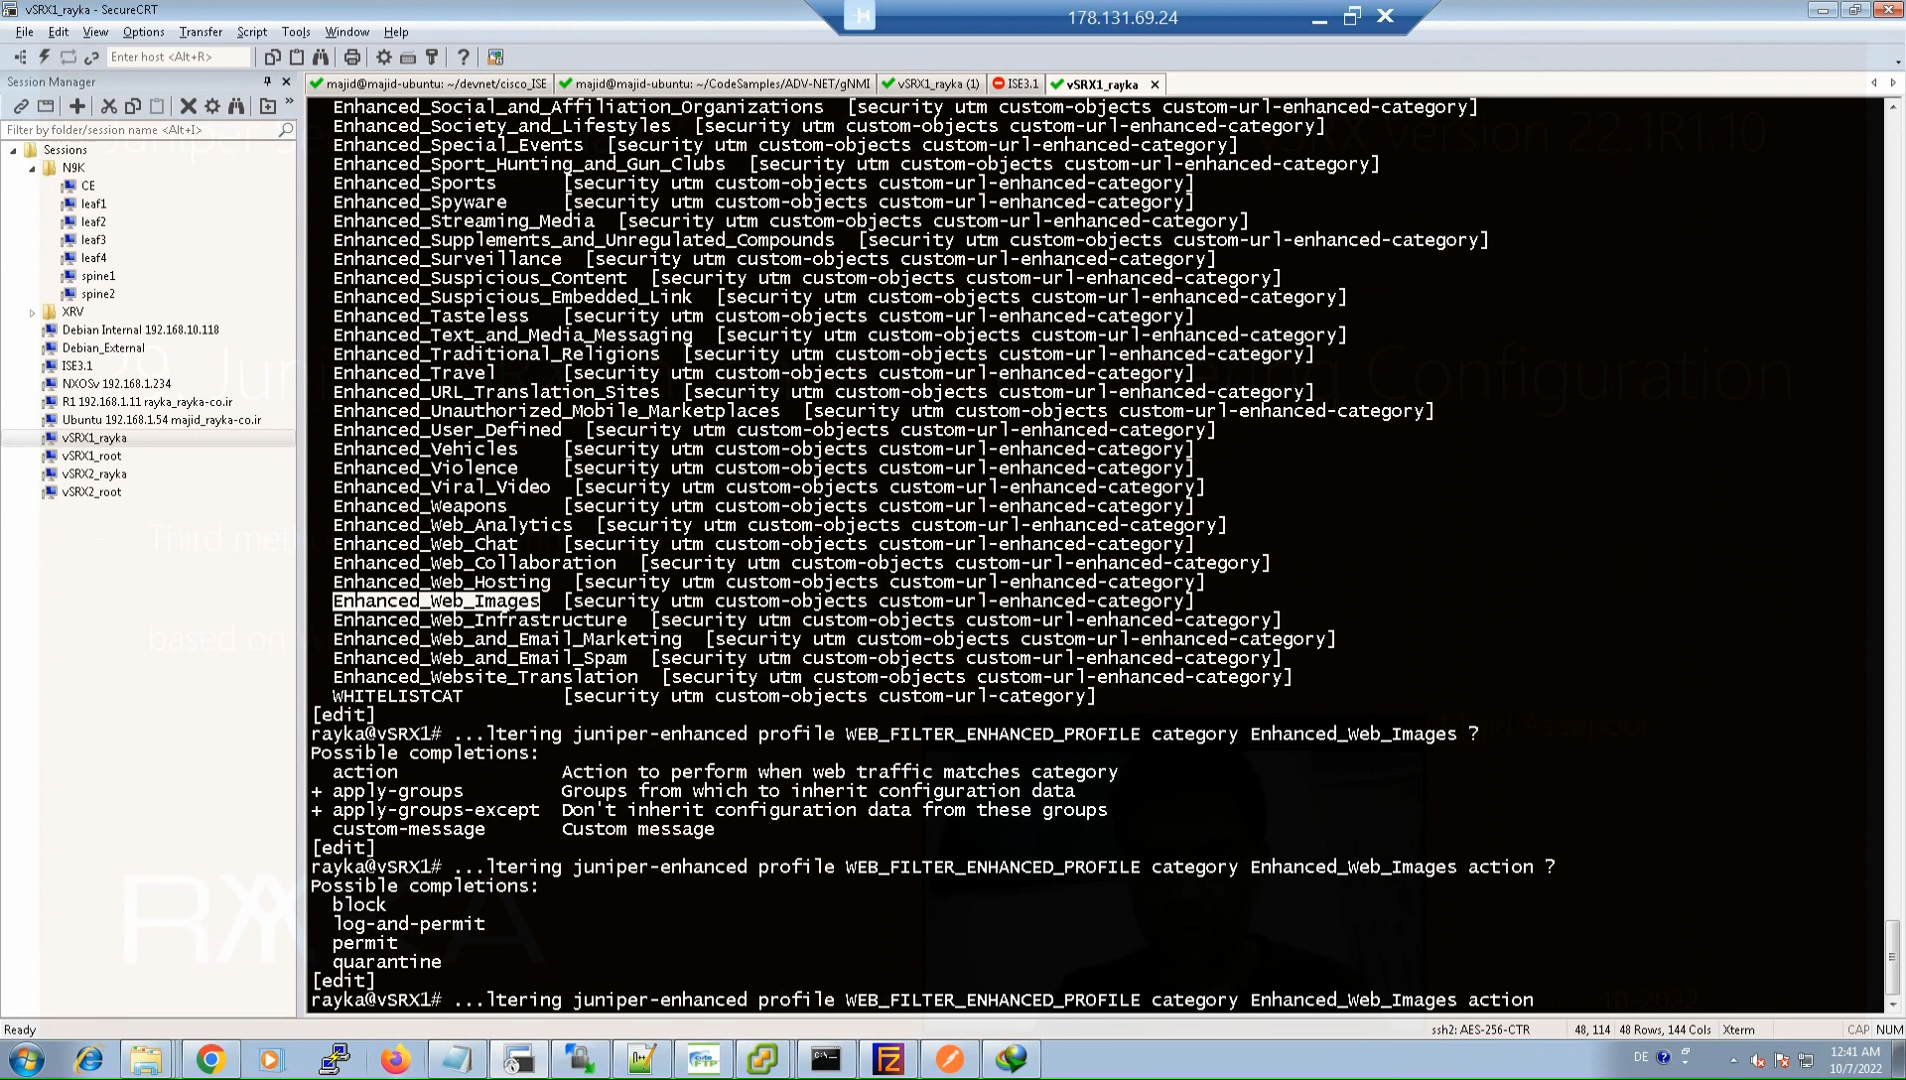 vSRX1_rayka - SecureCRT
178.131.69.24
File Edit View Options Transfer Script Tools Window Help
Enter host <Alt+R>
Session Manager
majid@majid-ubuntu: ~/devnet/cisco_ISE
majid@majid-ubuntu: ~/CodeSamples/ADV-NET/gNMI
vSRX1_rayka (1)
ISE3.1
vSRX1_rayka
Filter by folder/session name <Alt+I>
Sessions
N9K
CE
leaf1
leaf2
leaf3
leaf4
spine1
spine2
XRV
Debian Internal 192.168.10.118
Debian_External
ISE3.1
NXOSv 192.168.1.234
R1 192.168.1.11 rayka_rayka-co.ir
Ubuntu 192.168.1.54 majid_rayka-co.ir
vSRX1_rayka
vSRX1_root
vSRX2_rayka
vSRX2_root
Enhanced_Social_and_Affiliation_Organizations [security utm custom-objects custom-url-enhanced-category]
Enhanced_Society_and_Lifestyles [security utm custom-objects custom-url-enhanced-category]
Enhanced_Special_Events [security utm custom-objects custom-url-enhanced-category]
Enhanced_Sport_Hunting_and_Gun_Clubs [security utm custom-objects custom-url-enhanced-category]
Enhanced_Sports [security utm custom-objects custom-url-enhanced-category]
Enhanced_Spyware [security utm custom-objects custom-url-enhanced-category]
Enhanced_Streaming_Media [security utm custom-objects custom-url-enhanced-category]
Enhanced_Supplements_and_Unregulated_Compounds [security utm custom-objects custom-url-enhanced-category]
Enhanced_Surveillance [security utm custom-objects custom-url-enhanced-category]
Enhanced_Suspicious_Content [security utm custom-objects custom-url-enhanced-category]
Enhanced_Suspicious_Embedded_Link [security utm custom-objects custom-url-enhanced-category]
Enhanced_Tasteless [security utm custom-objects custom-url-enhanced-category]
Enhanced_Text_and_Media_Messaging [security utm custom-objects custom-url-enhanced-category]
Enhanced_Traditional_Religions [security utm custom-objects custom-url-enhanced-category]
Enhanced_Travel [security utm custom-objects custom-url-enhanced-category]
Enhanced_URL_Translation_Sites [security utm custom-objects custom-url-enhanced-category]
Enhanced_Unauthorized_Mobile_Marketplaces [security utm custom-objects custom-url-enhanced-category]
Enhanced_User_Defined [security utm custom-objects custom-url-enhanced-category]
Enhanced_Vehicles [security utm custom-objects custom-url-enhanced-category]
Enhanced_Violence [security utm custom-objects custom-url-enhanced-category]
Enhanced_Viral_Video [security utm custom-objects custom-url-enhanced-category]
Enhanced_Weapons [security utm custom-objects custom-url-enhanced-category]
Enhanced_Web_Analytics [security utm custom-objects custom-url-enhanced-category]
Enhanced_Web_Chat [security utm custom-objects custom-url-enhanced-category]
Enhanced_Web_Collaboration [security utm custom-objects custom-url-enhanced-category]
Enhanced_Web_Hosting [security utm custom-objects custom-url-enhanced-category]
Enhanced_Web_Images [security utm custom-objects custom-url-enhanced-category]
Enhanced_Web_Infrastructure [security utm custom-objects custom-url-enhanced-category]
Enhanced_Web_and_Email_Marketing [security utm custom-objects custom-url-enhanced-category]
Enhanced_Web_and_Email_Spam [security utm custom-objects custom-url-enhanced-category]
Enhanced_Website_Translation [security utm custom-objects custom-url-enhanced-category]
WHITELISTCAT [security utm custom-objects custom-url-category]
[edit]
rayka@vSRX1# ...ltering juniper-enhanced profile WEB_FILTER_ENHANCED_PROFILE category Enhanced_Web_Images ?
Possible completions:
action Action to perform when web traffic matches category
+ apply-groups Groups from which to inherit configuration data
+ apply-groups-except Don't inherit configuration data from these groups
custom-message Custom message
[edit]
rayka@vSRX1# ...ltering juniper-enhanced profile WEB_FILTER_ENHANCED_PROFILE category Enhanced_Web_Images action ?
Possible completions:
block
log-and-permit
permit
quarantine
[edit]
rayka@vSRX1# ...ltering juniper-enhanced profile WEB_FILTER_ENHANCED_PROFILE category Enhanced_Web_Images action
vSRX version 22.1R1.10
Configuration
RAYKA
10-2022
Ready
ssh2: AES-256-CTR 48, 114 48 Rows, 144 Cols Xterm CAP NUM
DE
12:41 AM
10/7/2022